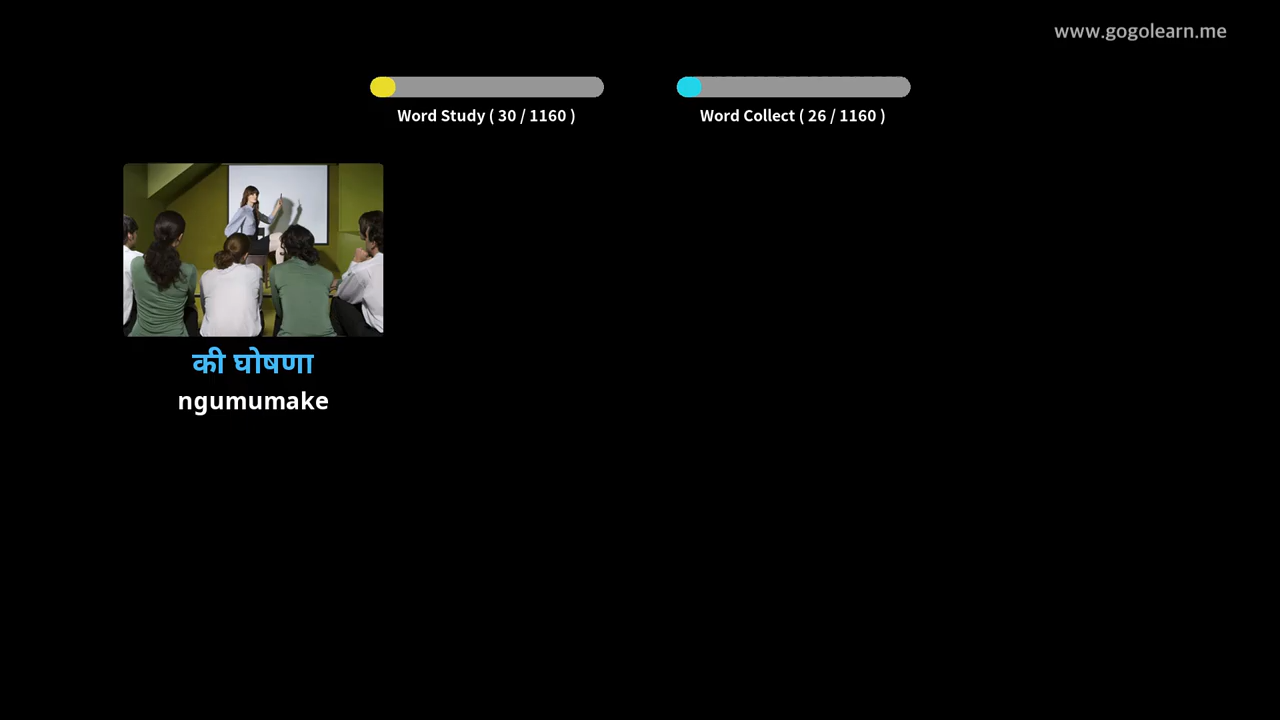 www.gogolearn.me
Word Study ( 30 / 1160 )
Word Collect ( 26 / 1160 )
की घोषणा
ngumumake